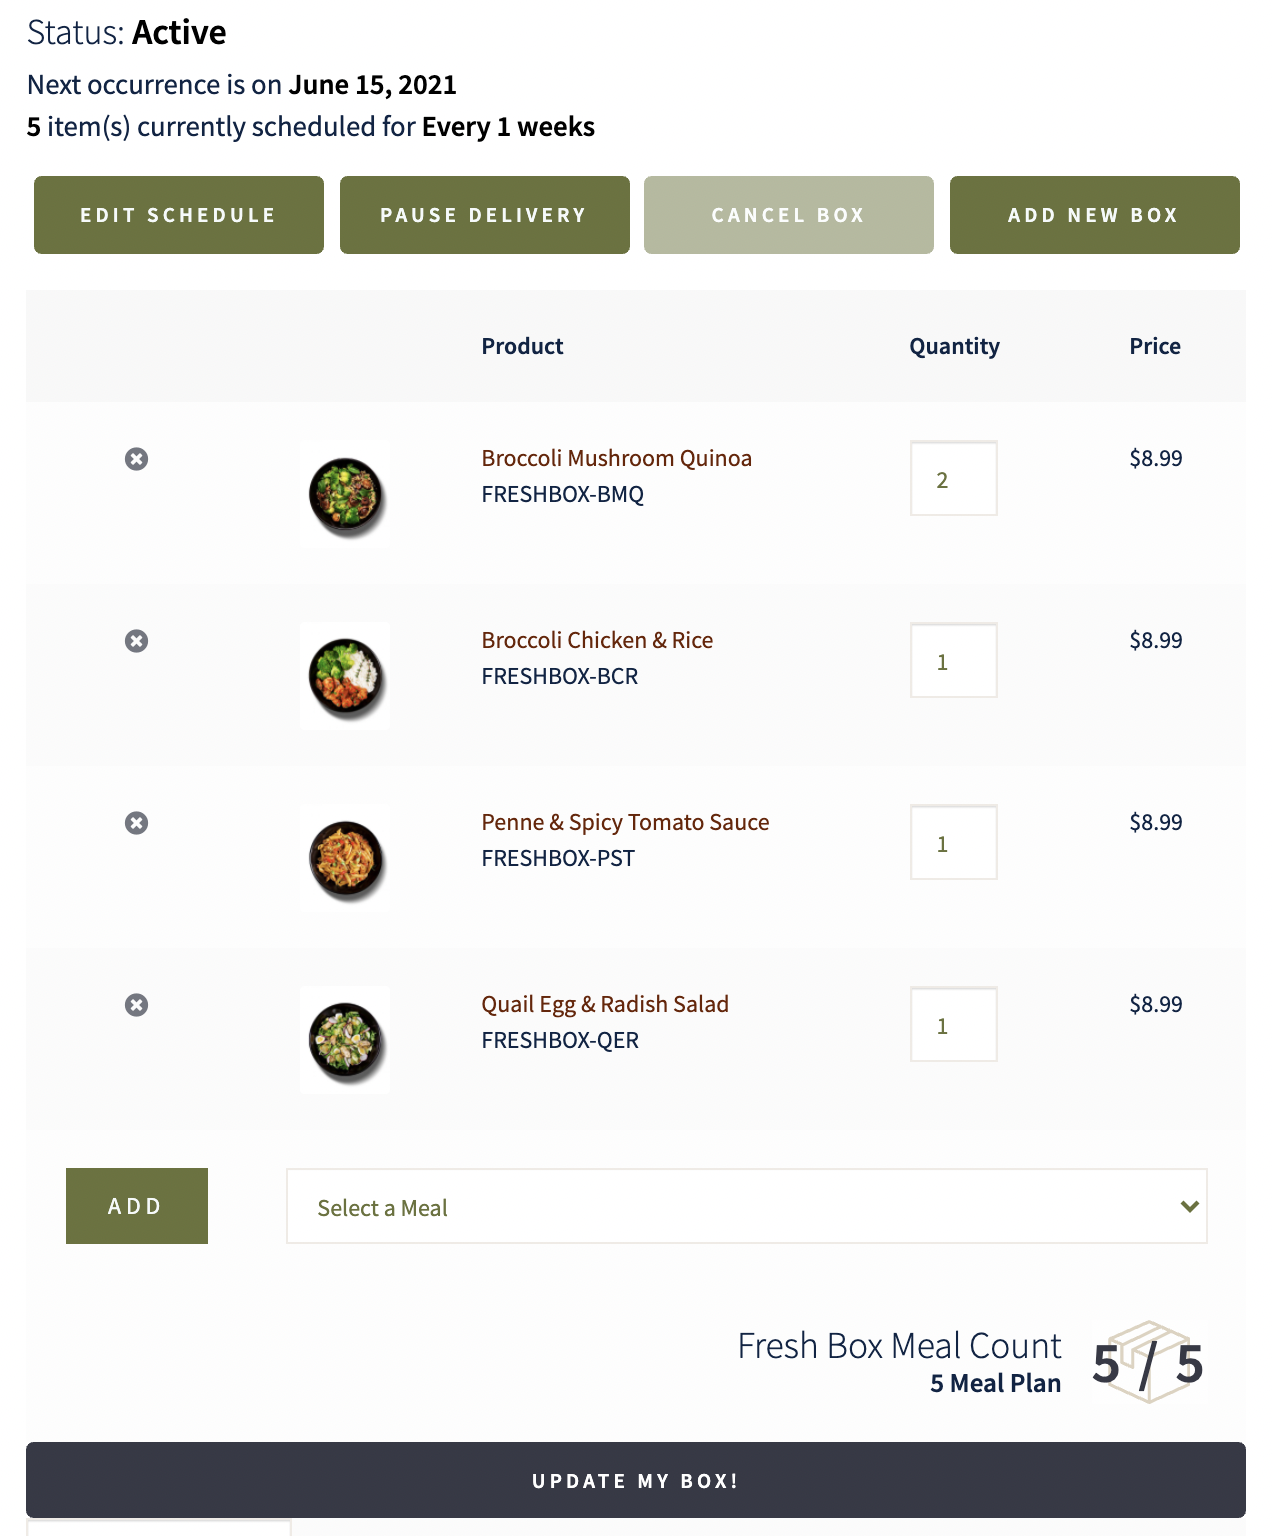 Status: Active
Next occurrence is on June 15, 2021
5 item(s) currently scheduled for Every 1 weeks
EDIT SCHEDULE PAUSE DELIVERY CANCEL BOX ADD NEW BOX
Product Quantity Price
Broccoli Mushroom Quinoa 2 $8.99
FRESHBOX-BMQ
Broccoli Chicken & Rice 1 $8.99
FRESHBOX-BCR
Penne & Spicy Tomato Sauce 1 $8.99
FRESHBOX-PST
Quail Egg & Radish Salad 1 $8.99
FRESHBOX-QER
ADD Select a Meal
Fresh Box Meal Count 5 / 5
5 Meal Plan
UPDATE MY BOX!